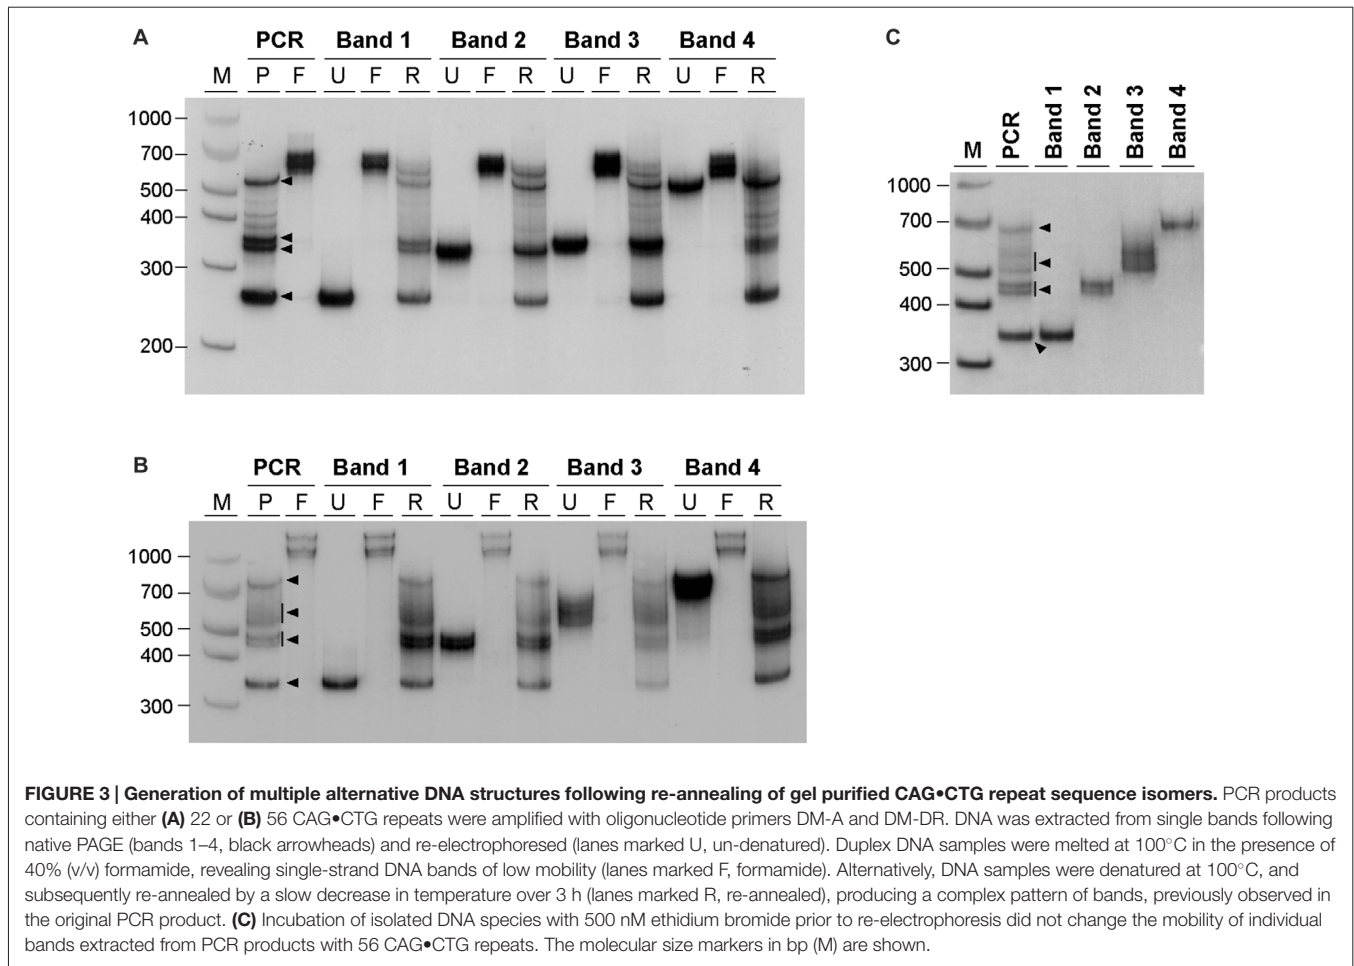 A
PCR Band 1 Band 2 Band 3 Band 4
M P F U F R U F R U F R U F R
1000
700
500
400
300
200
C
M PCR Band 1 Band 2 Band 3 Band 4
1000
700
500
400
300
B
PCR Band 1 Band 2 Band 3 Band 4
M P F U F R U F R U F R U F R
1000
700
500
400
300
FIGURE 3 | Generation of multiple alternative DNA structures following re-annealing of gel purified CAG•CTG repeat sequence isomers. PCR products
containing either (A) 22 or (B) 56 CAG•CTG repeats were amplified with oligonucleotide primers DM-A and DM-DR. DNA was extracted from single bands following
native PAGE (bands 1–4, black arrowheads) and re-electrophoresed (lanes marked U, un-denatured). Duplex DNA samples were melted at 100°C in the presence of
40% (v/v) formamide, revealing single-strand DNA bands of low mobility (lanes marked F, formamide). Alternatively, DNA samples were denatured at 100°C, and
subsequently re-annealed by a slow decrease in temperature over 3 h (lanes marked R, re-annealed), producing a complex pattern of bands, previously observed in
the original PCR product. (C) Incubation of isolated DNA species with 500 nM ethidium bromide prior to re-electrophoresis did not change the mobility of individual
bands extracted from PCR products with 56 CAG•CTG repeats. The molecular size markers in bp (M) are shown.